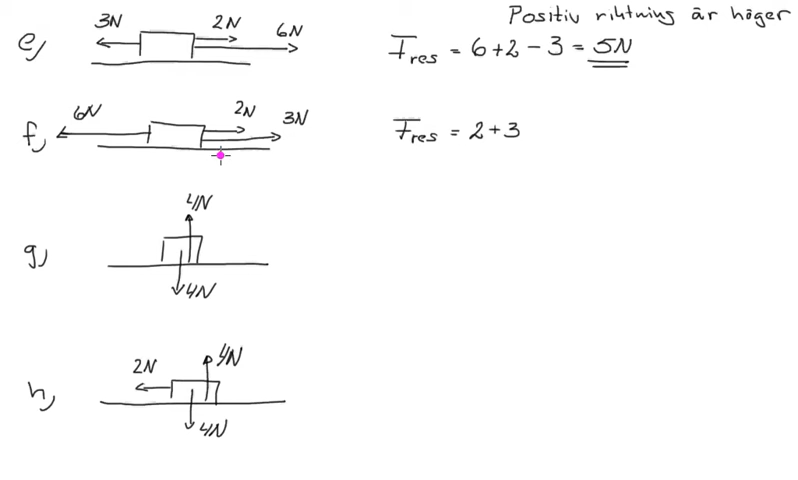 Positiv riktning är höger
e) 3N 2N 6N Fres = 6+2-3 = 5N
f) 6N 2N 3N Fres = 2+3
4N
g)
4N
2N 4N
h)
4N